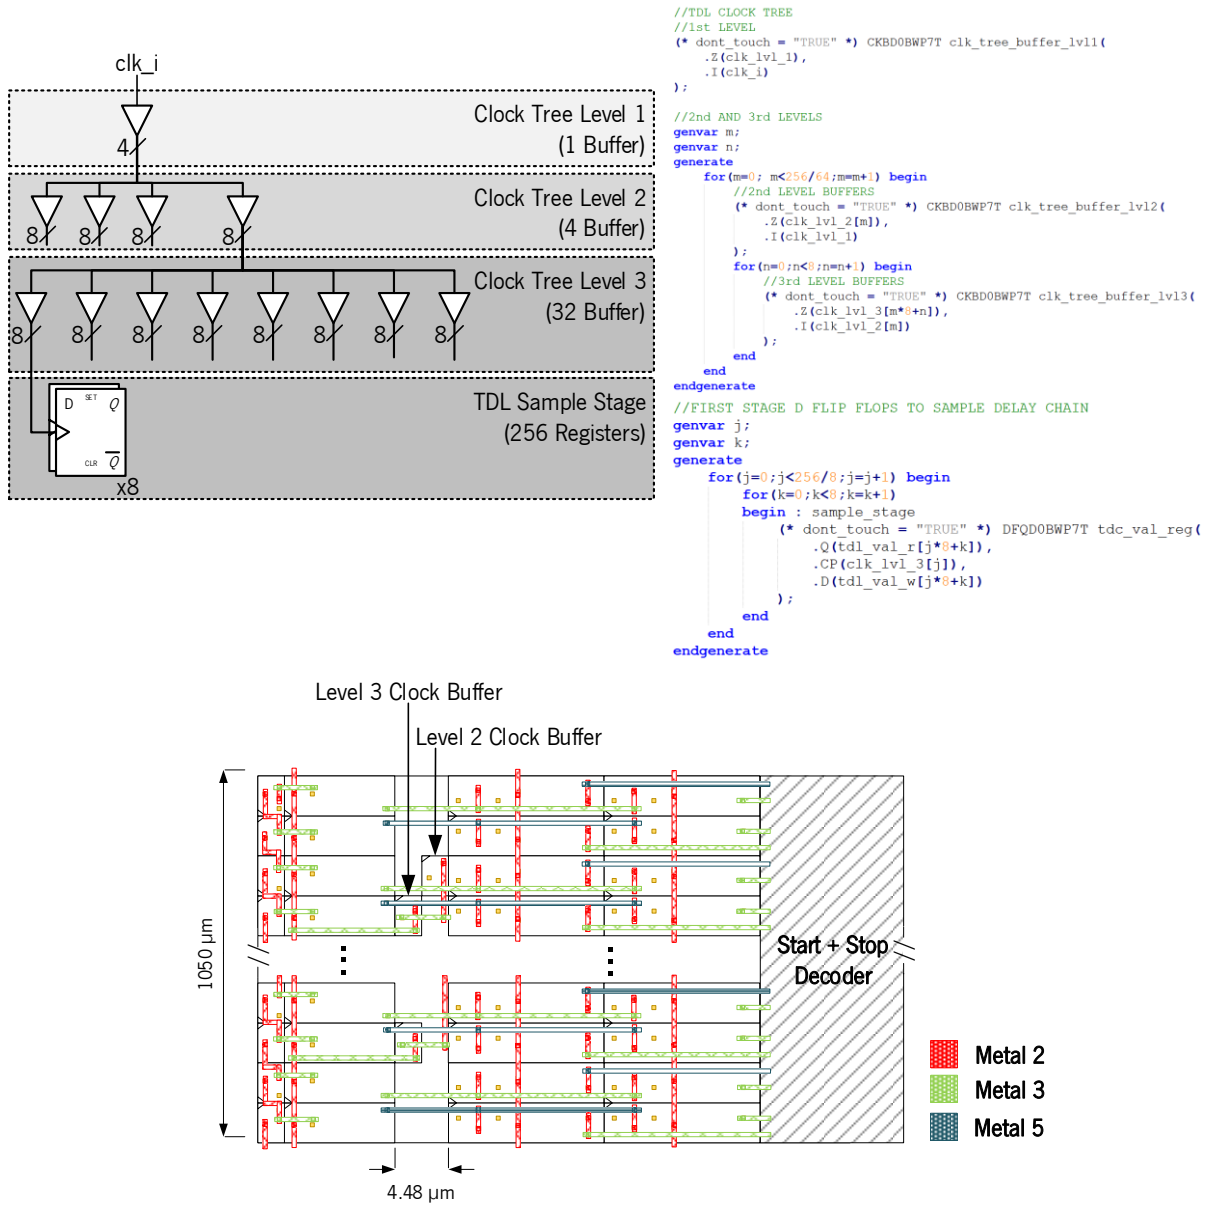 clk_i
Clock Tree Level 1
(1 Buffer)
4
Clock Tree Level 2
(4 Buffer)
8 8 8 8
Clock Tree Level 3
(32 Buffer)
8 8 8 8 8 8 8 8
TDL Sample Stage
(256 Registers)
D SET Q
CLR Q
x8
//TDL CLOCK TREE
//1st LEVEL
(* dont_touch = "TRUE" *) CKBD0BWP7T clk_tree_buffer_lvl1(
.Z(clk_lvl_1),
.I(clk_i)
);
//2nd AND 3rd LEVELS
genvar m;
genvar n;
generate
for(m=0; m<256/64;m=m+1) begin
//2nd LEVEL BUFFERS
(* dont_touch = "TRUE" *) CKBD0BWP7T clk_tree_buffer_lvl2(
.Z(clk_lvl_2[m]),
.I(clk_lvl_1)
);
for(n=0;n<8;n=n+1) begin
//3rd LEVEL BUFFERS
(* dont_touch = "TRUE" *) CKBD0BWP7T clk_tree_buffer_lvl3(
.Z(clk_lvl_3[m*8+n]),
.I(clk_lvl_2[m])
);
end
end
endgenerate
//FIRST STAGE D FLIP FLOPS TO SAMPLE DELAY CHAIN
genvar j;
genvar k;
generate
for(j=0;j<256/8;j=j+1) begin
for(k=0;k<8;k=k+1)
begin : sample_stage
(* dont_touch = "TRUE" *) DFQD0BWP7T tdc_val_reg(
.Q(tdl_val_r[j*8+k]),
.CP(clk_lvl_3[j]),
.D(tdl_val_w[j*8+k])
);
end
end
endgenerate
Level 3 Clock Buffer
Level 2 Clock Buffer
1050 µm
Start + Stop
Decoder
4.48 µm
Metal 2
Metal 3
Metal 5